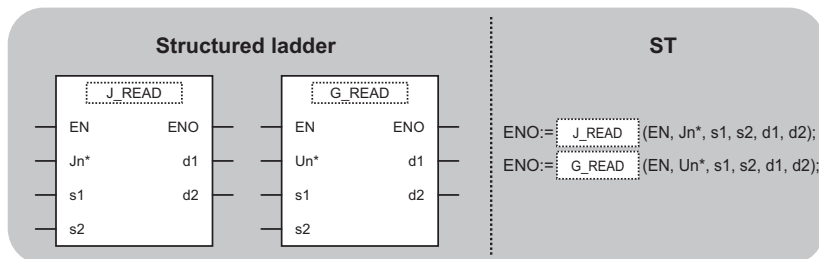 Structured ladder
ST
J_READ
EN ENO
Jn* d1
s1 d2
s2
G_READ
EN ENO
Un* d1
s1 d2
s2
ENO:= J_READ (EN, Jn*, s1, s2, d1, d2);
ENO:= G_READ (EN, Un*, s1, s2, d1, d2);